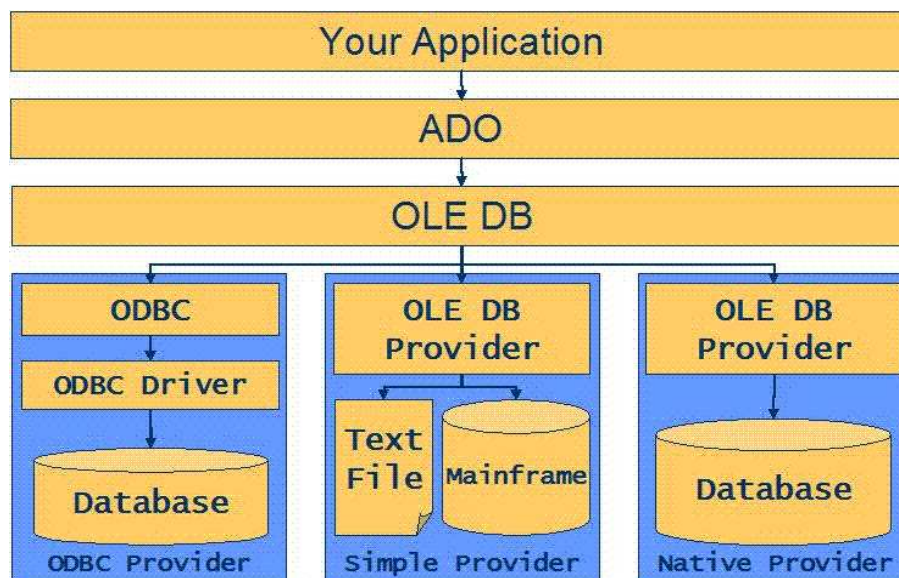 Your Application
ADO
OLE DB
ODBC
ODBC Driver
Database
ODBC Provider
OLE DB
Provider
Text
File
Mainframe
Simple Provider
OLE DB
Provider
Database
Native Provider